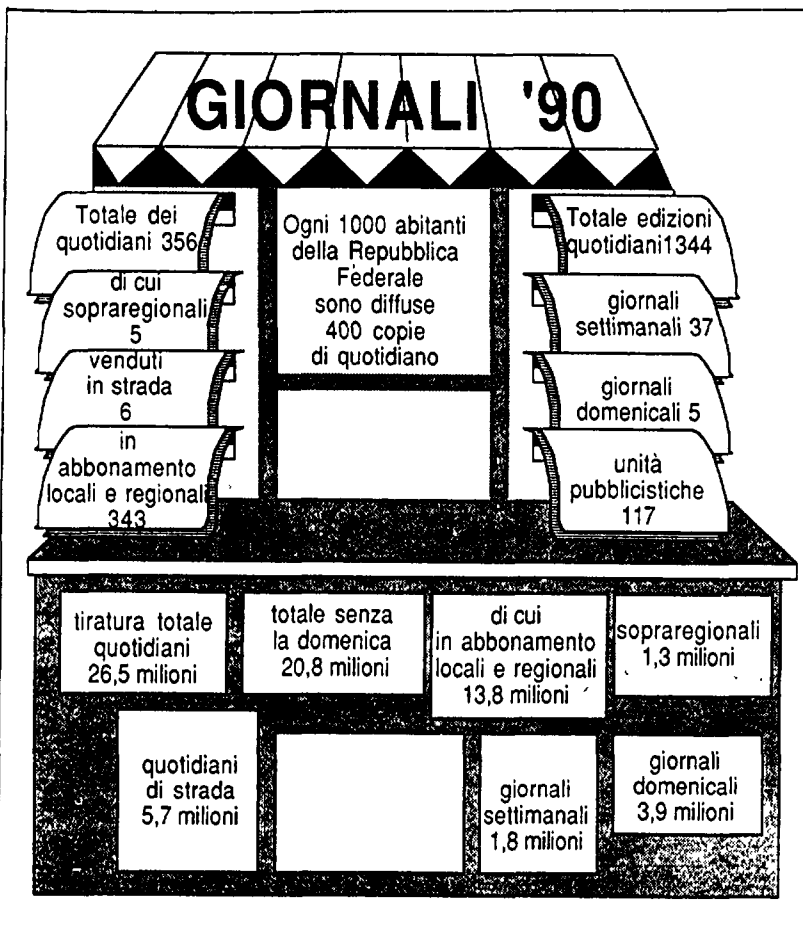 GIORNALI '90
Totale dei
quotidiani 356
di cui
sopraregionali
5
venduti
in strada
6
in
abbonamento
locali e regionali
343
Ogni 1000 abitanti
della Repubblica
Federale
sono diffuse
400 copie
di quotidiano
Totale edizioni
quotidiani1344
giornali
settimanali 37
giornali
domenicali 5
unità
pubblicistiche
117
tiratura totale
quotidiani
26,5 milioni
totale senza
la domenica
20,8 milioni
di cui
in abbonamento
locali e regionali
13,8 milioni
sopraregionali
1,3 milioni
quotidiani
di strada
5,7 milioni
giornali
settimanali
1,8 milioni
giornali
domenicali
3,9 milioni